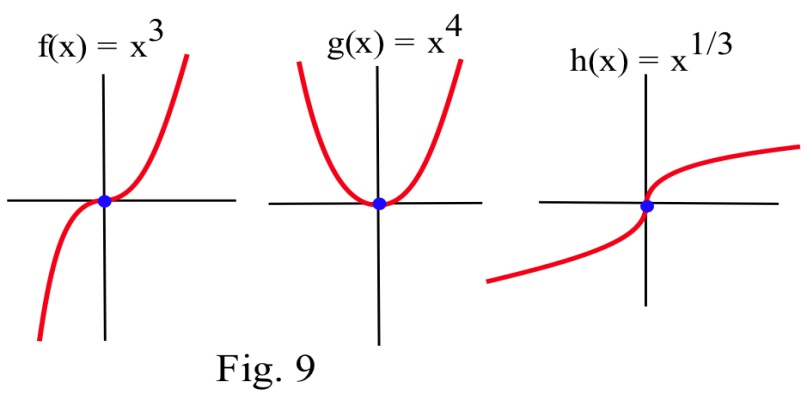 f(x) = x^3
g(x) = x^4
h(x) = x^1/3
Fig. 9